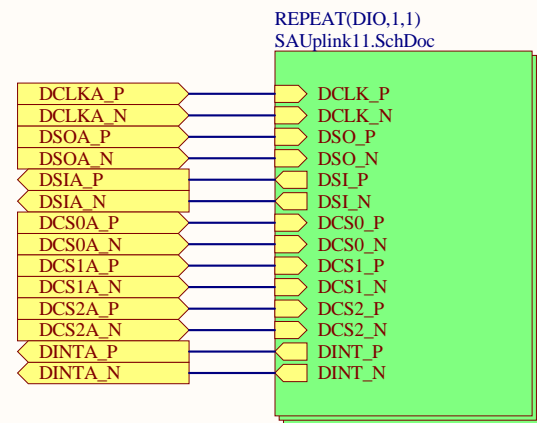 REPEAT(DIO,1,1)
SAUplink11.SchDoc
DCLKA_P DCLK_P
DCLKA_N DCLK_N
DSOA_P DSO_P
DSOA_N DSO_N
DSIA_P DSI_P
DSIA_N DSI_N
DCS0A_P DCS0_P
DCS0A_N DCS0_N
DCS1A_P DCS1_P
DCS1A_N DCS1_N
DCS2A_P DCS2_P
DCS2A_N DCS2_N
DINTA_P DINT_P
DINTA_N DINT_N